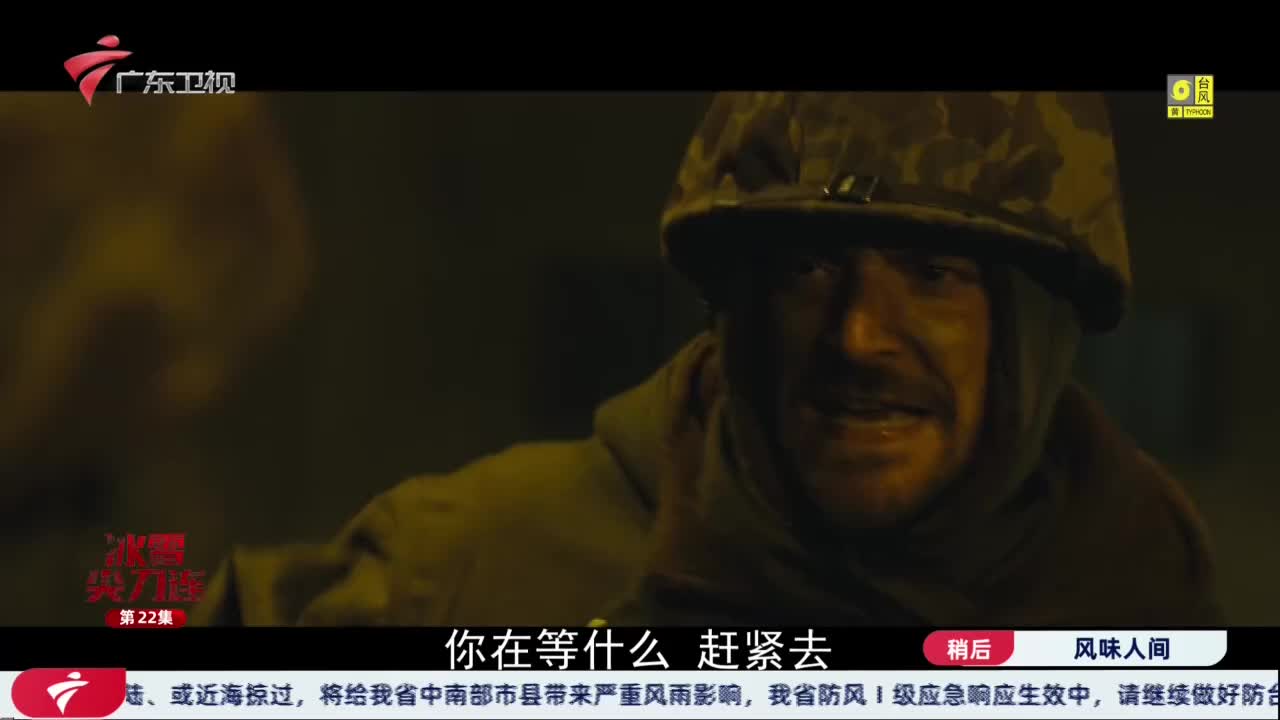 广东卫视
台风
黄 TYPHOON
冰雪
尖刀连
第22集
你在等什么 赶紧去
稍后 风味人间
陆、或近海掠过，将给我省中南部市县带来严重风雨影响，我省防风Ⅰ级应急响应生效中，请继续做好防台